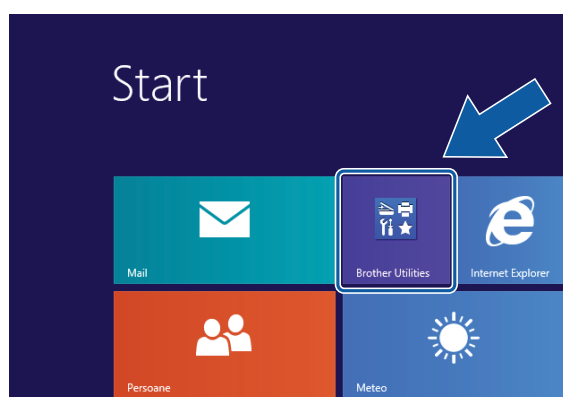 Start
Mail
Brother Utilities
Internet Explorer
Persoane
Meteo